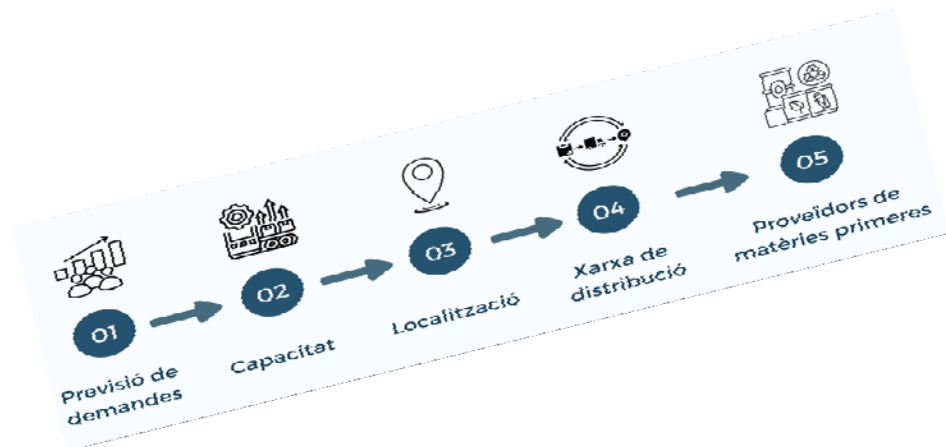 01
Previsió de
demandes
02
Capacitat
03
Localització
04
Xarxa de
distribució
05
Proveïdors de
matèries primeres